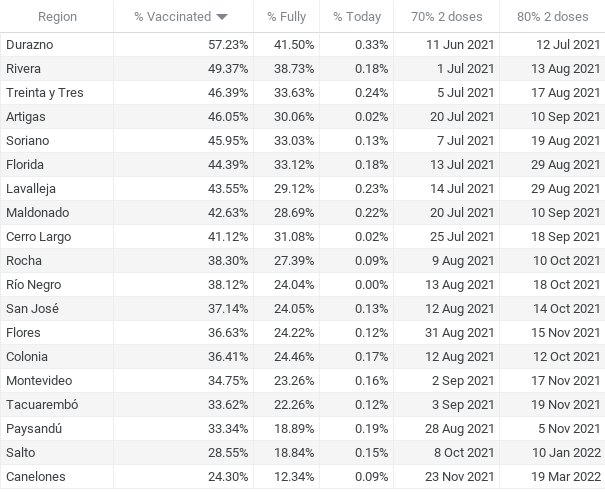 Region % Vaccinated % Fully % Today 70% 2 doses 80% 2 doses
Durazno 57.23% 41.50% 0.33% 11 Jun 2021 12 Jul 2021
Rivera 49.37% 38.73% 0.18% 1 Jul 2021 13 Aug 2021
Treinta y Tres 46.39% 33.63% 0.24% 5 Jul 2021 17 Aug 2021
Artigas 46.05% 30.06% 0.02% 20 Jul 2021 10 Sep 2021
Soriano 45.95% 33.03% 0.13% 7 Jul 2021 19 Aug 2021
Florida 44.39% 33.12% 0.18% 13 Jul 2021 29 Aug 2021
Lavalleja 43.55% 29.12% 0.23% 14 Jul 2021 29 Aug 2021
Maldonado 42.63% 28.69% 0.22% 20 Jul 2021 10 Sep 2021
Cerro Largo 41.12% 31.08% 0.02% 25 Jul 2021 18 Sep 2021
Rocha 38.30% 27.39% 0.09% 9 Aug 2021 10 Oct 2021
Río Negro 38.12% 24.04% 0.00% 13 Aug 2021 18 Oct 2021
San José 37.14% 24.05% 0.13% 12 Aug 2021 14 Oct 2021
Flores 36.63% 24.22% 0.12% 31 Aug 2021 15 Nov 2021
Colonia 36.41% 24.46% 0.17% 12 Aug 2021 12 Oct 2021
Montevideo 34.75% 23.26% 0.16% 2 Sep 2021 17 Nov 2021
Tacuarembó 33.62% 22.26% 0.12% 3 Sep 2021 19 Nov 2021
Paysandú 33.34% 18.89% 0.19% 28 Aug 2021 5 Nov 2021
Salto 28.55% 18.84% 0.15% 8 Oct 2021 10 Jan 2022
Canelones 24.30% 12.34% 0.09% 23 Nov 2021 19 Mar 2022